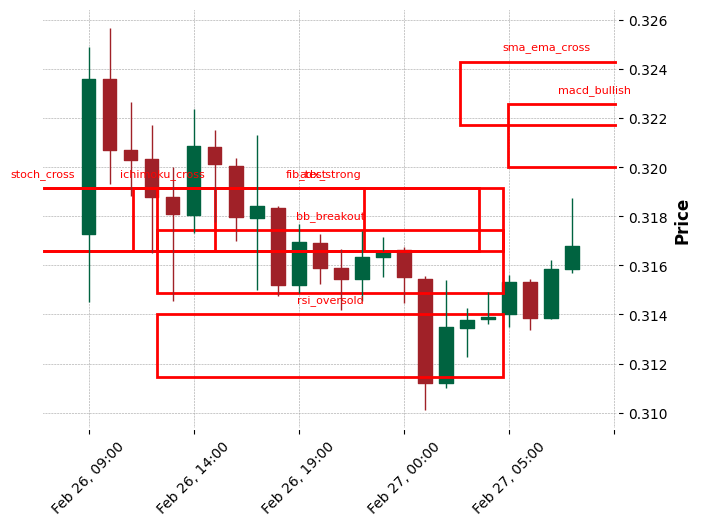 0.326
sma_ema_cross
0.324
macd_bullish
0.322
0.320
stoch_cross
ichimoku_cross
fib_test
strong
0.318
bb_breakout
0.316
rsi_oversold
0.314
0.312
0.310
Price
Feb 26, 09:00
Feb 26, 14:00
Feb 26, 19:00
Feb 27, 00:00
Feb 27, 05:00